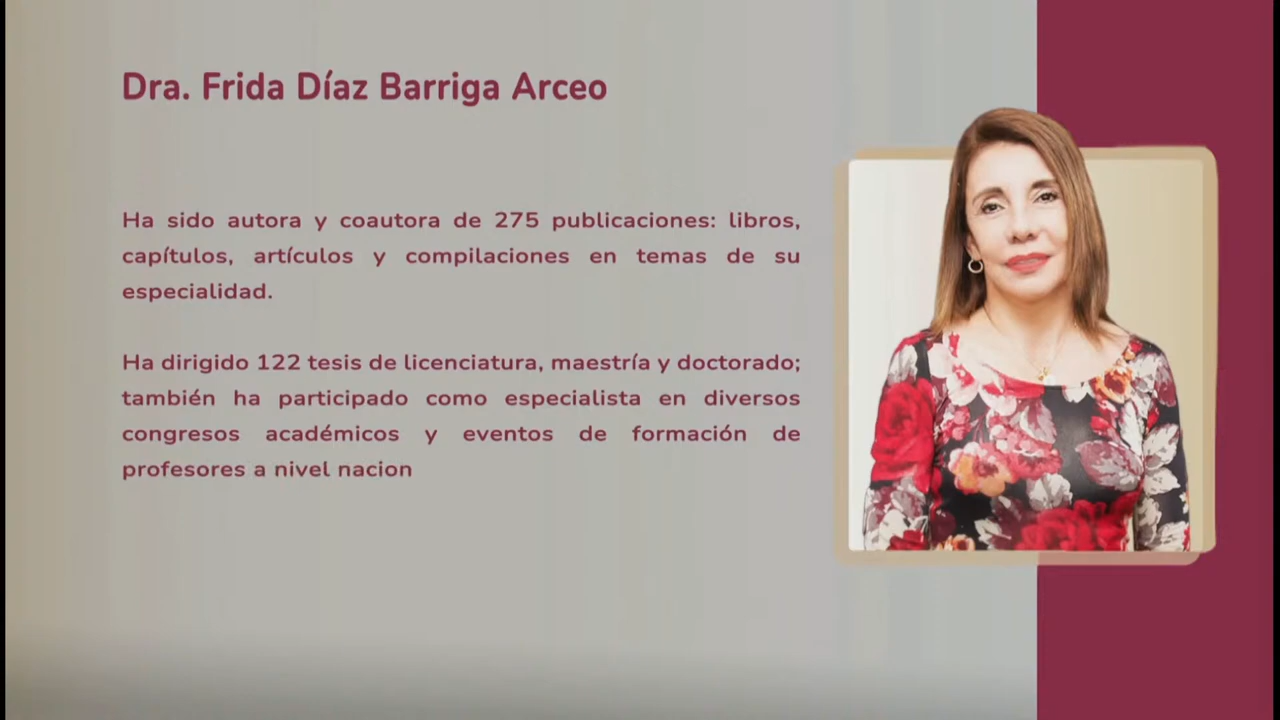 Dra. Frida Díaz Barriga Arceo
Ha sido autora y coautora de 275 publicaciones: libros,
capítulos, artículos y compilaciones en temas de su
especialidad.
Ha dirigido 122 tesis de licenciatura, maestría y doctorado;
también ha participado como especialista en diversos
congresos académicos y eventos de formación de
profesores a nivel nacion